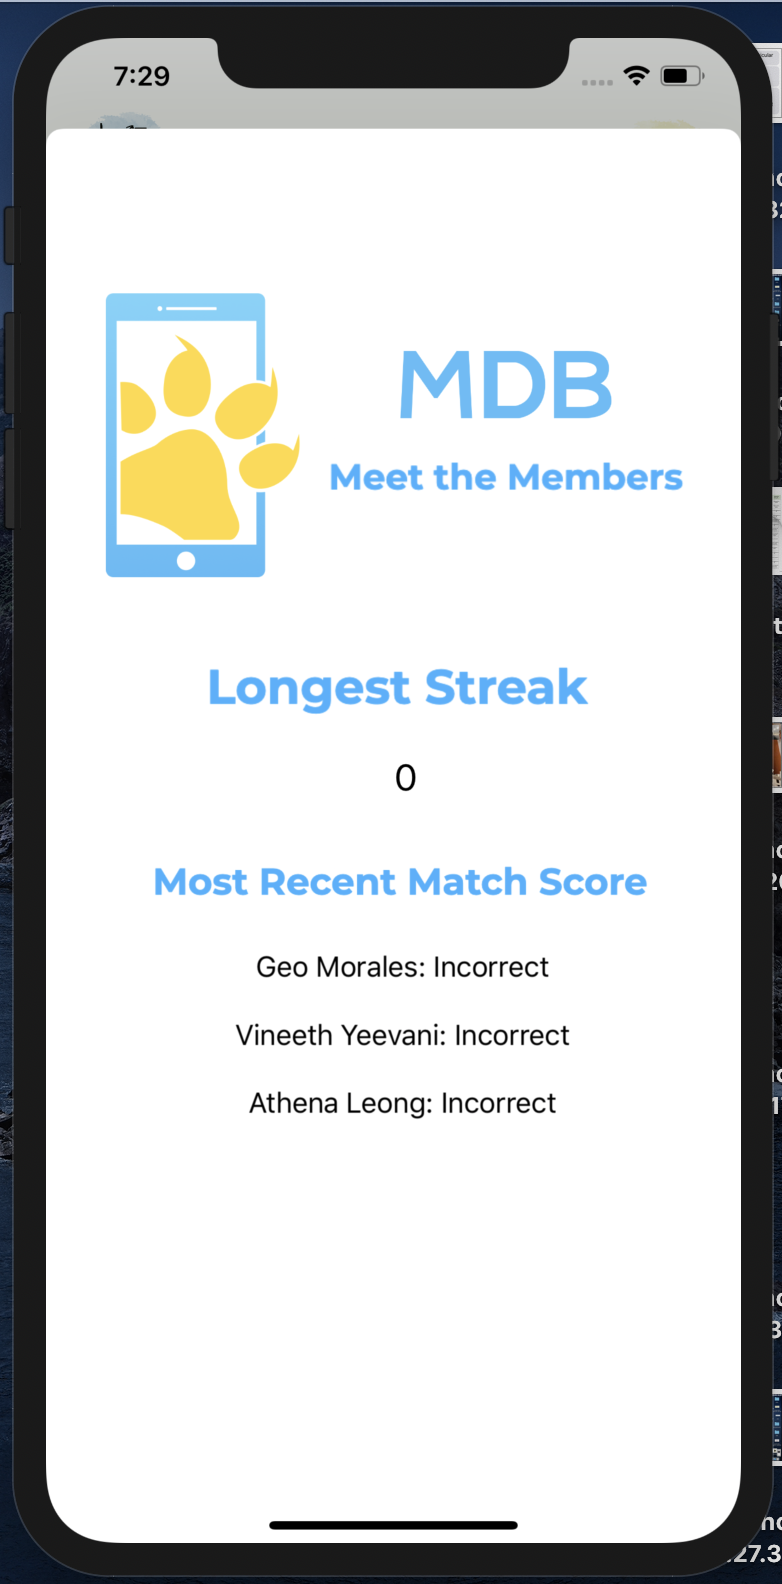 7:29
MDB
Meet the Members
Longest Streak
0
Most Recent Match Score
Geo Morales: Incorrect
Vineeth Yeevani: Incorrect
Athena Leong: Incorrect